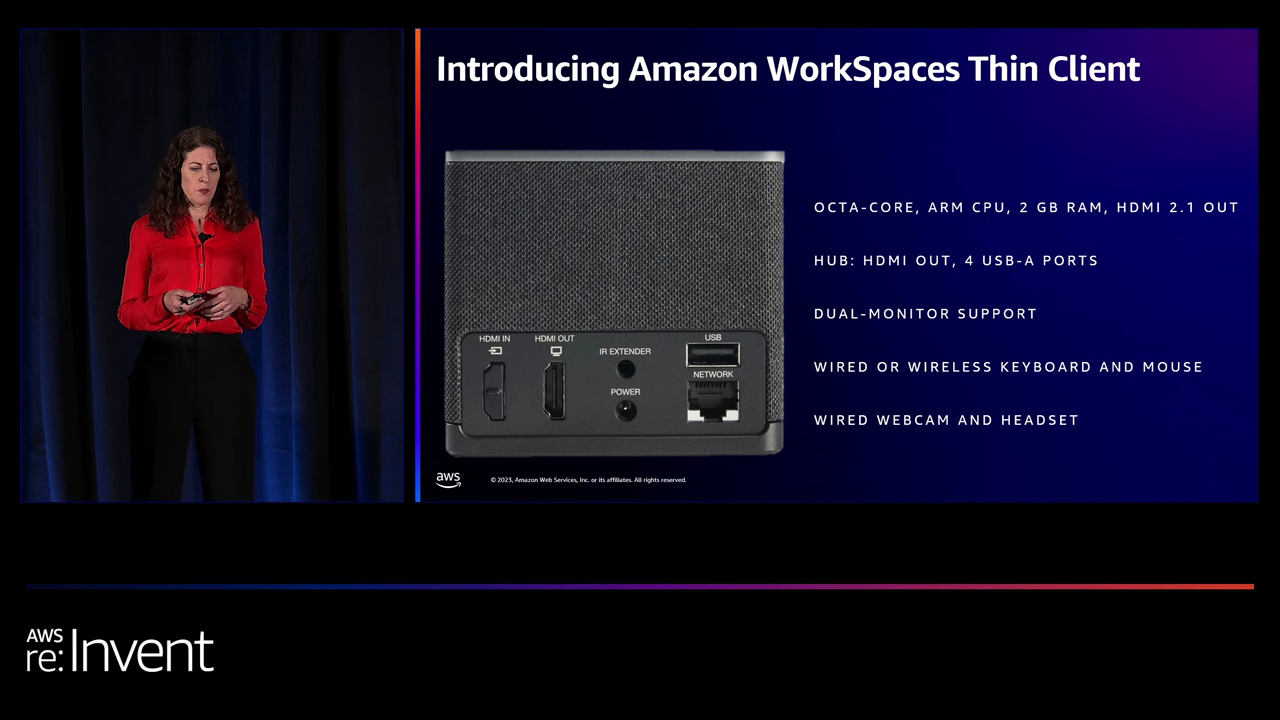 Introducing Amazon WorkSpaces Thin Client
HDMI IN
HDMI OUT
IR EXTENDER
POWER
USB
NETWORK
OCTA-CORE, ARM CPU, 2 GB RAM, HDMI 2.1 OUT
HUB: HDMI OUT, 4 USB-A PORTS
DUAL-MONITOR SUPPORT
WIRED OR WIRELESS KEYBOARD AND MOUSE
WIRED WEBCAM AND HEADSET
aws
© 2023, Amazon Web Services, Inc. or its affiliates. All rights reserved.
AWS
re:Invent